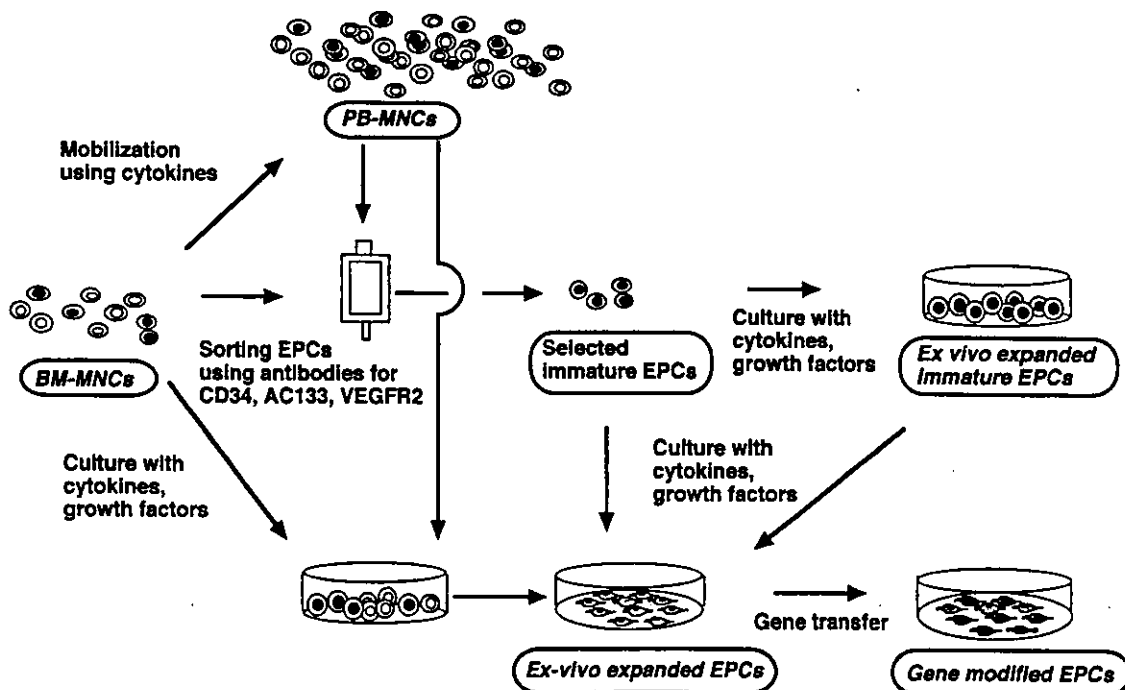 PB-MNCs
Mobilization
using cytokines
BM-MNCs
Sorting EPCs
using antibodies for
CD34, AC133, VEGFR2
Selected
immature EPCs
Culture with
cytokines,
growth factors
Ex vivo expanded
immature EPCs
Culture with
cytokines,
growth factors
Culture with
cytokines,
growth factors
Ex-vivo expanded EPCs
Gene transfer
Gene modified EPCs